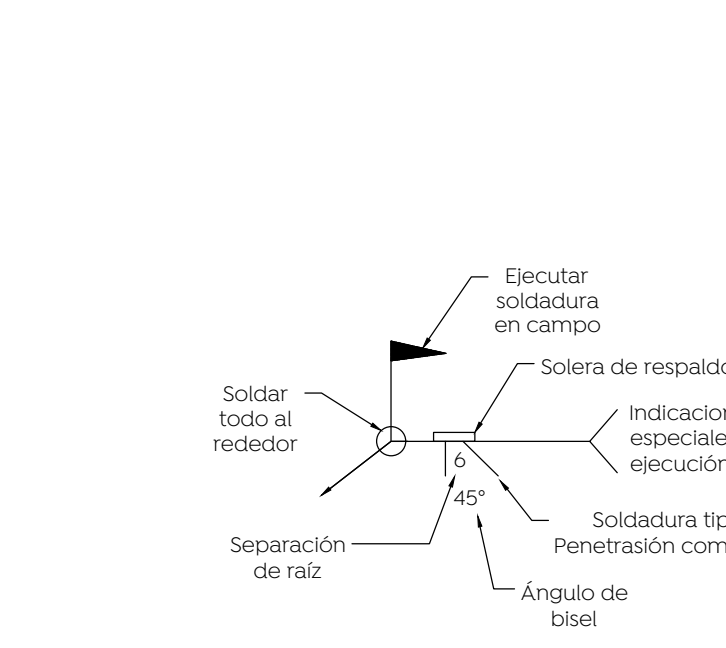 Ejecutar
soldadura
en campo
Solera de respaldo
Soldar
todo al
rededor
Indicacion
especiale
ejecución
6
45°
Soldadura tip
Penetrasión com
Separación
de raíz
Ángulo de
bisel